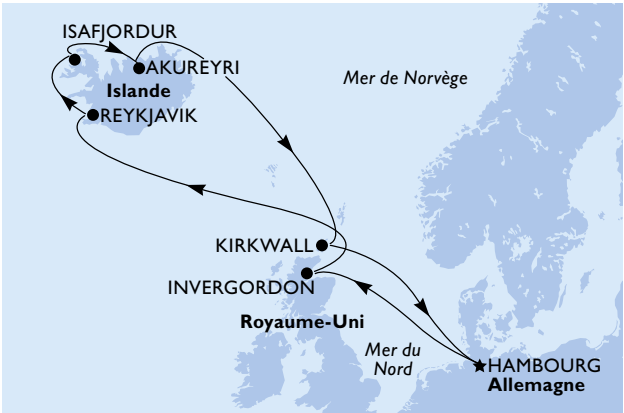 ISAFJORDUR
AKUREYRI
Islande
REYKJAVIK
Mer de Norvège
KIRKWALL
INVERGORDON
Royaume-Uni
Mer du
Nord
HAMBOURG
Allemagne